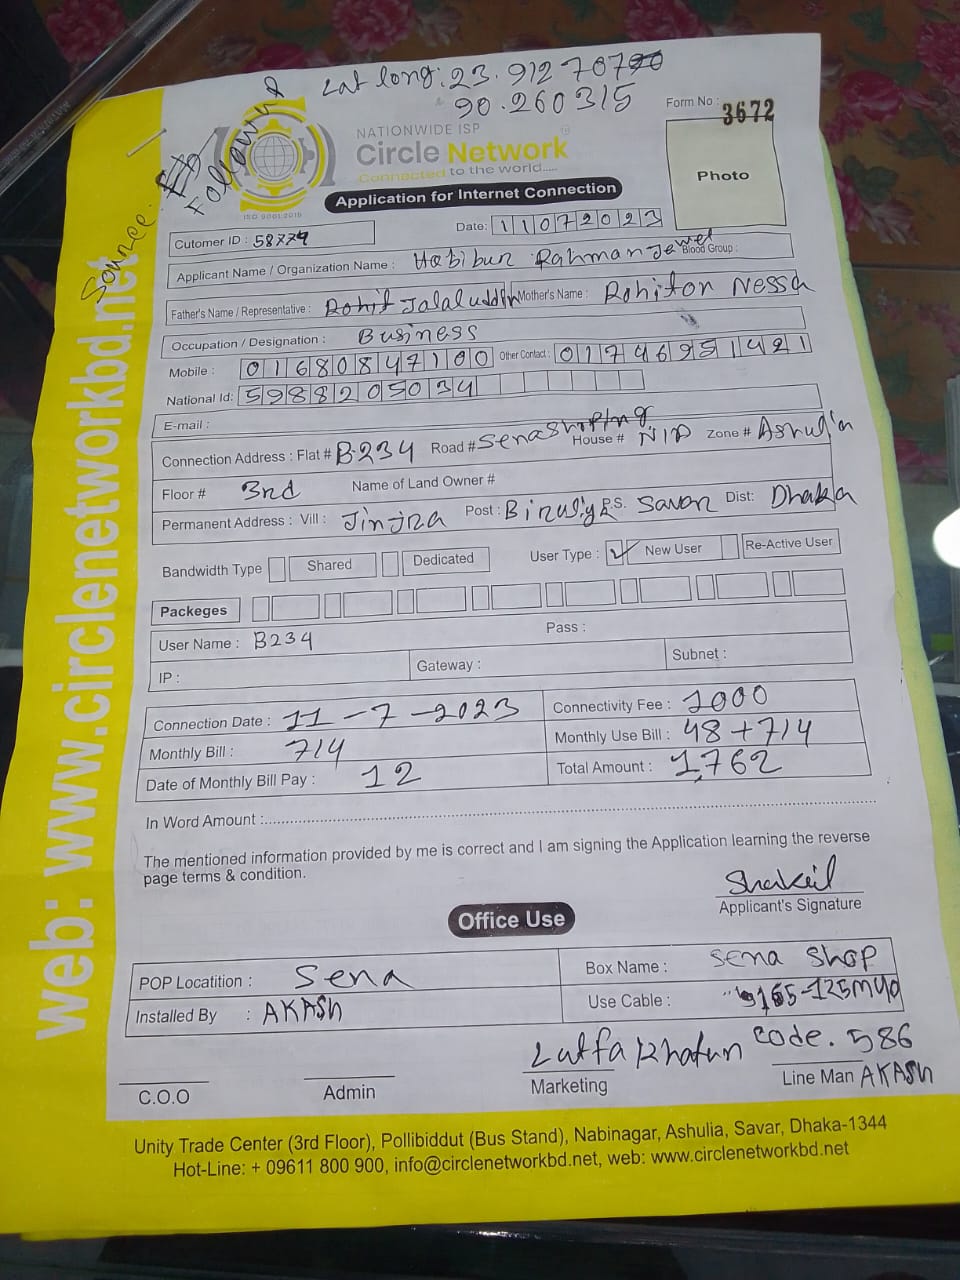 Lat long: 23.912707
90.260315
Form No : 3672
Source:
Follow
NATIONWIDE ISP
Circle Network
Connected to the world.....
ISO 9001:2015
Photo
Application for Internet Connection
Date: 11072023
Cutomer ID :
Applicant Name / Organization Name : Habibur Rahman Jewel Blood Group :
Father's Name / Representative : Jalaluddin Mother's Name : Rohiton Nessa
Occupation / Designation : Business
Mobile : 01680847100 Other Contact : 01746951421
National Id: 5988205034
E-mail :
Connection Address : Flat # B-234 Road # Sena Shoping House # N/A Zone # Ashulia
Floor # 3rd Name of Land Owner #
Permanent Address : Vill : Jinjra Post : P.S. Savar Dist: Dhaka
Bandwidth Type Shared Dedicated User Type : ✓ New User Re-Active User
Packeges
User Name : B234 Pass :
IP : Gateway : Subnet :
Connection Date : 11-7-2023 Connectivity Fee : 1000
Monthly Bill : 714 Monthly Use Bill : 48+714
Date of Monthly Bill Pay : 12 Total Amount : 1,762
In Word Amount :
The mentioned information provided by me is correct and I am signing the Application learning the reverse
page terms & condition.
Shakeil
Applicant's Signature
Office Use
POP Locatition : Sena Box Name : Sena Shop
Installed By : AKASH Use Cable :
Lutfa Khatun Code. 586
C.O.O Admin Marketing Line Man AKASH
Unity Trade Center (3rd Floor), Pollibiddut (Bus Stand), Nabinagar, Ashulia, Savar, Dhaka-1344
Hot-Line: + 09611 800 900, info@circlenetworkbd.net, web: www.circlenetworkbd.net
web: www.circlenetworkbd.net